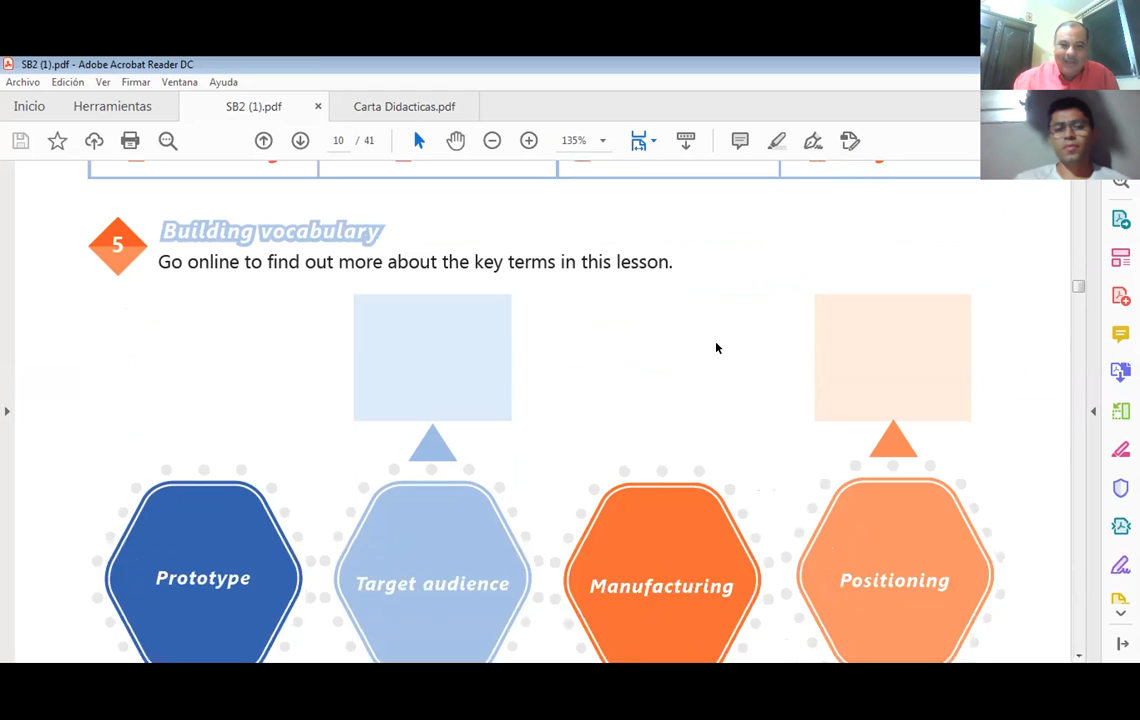 SB2 (1).pdf - Adobe Acrobat Reader DC
Archivo Edición Ver Firmar Ventana Ayuda
Inicio Herramientas SB2 (1).pdf × Carta Didacticas.pdf
10 / 41 135%
5
Building vocabulary
Go online to find out more about the key terms in this lesson.
Prototype Target audience Manufacturing Positioning